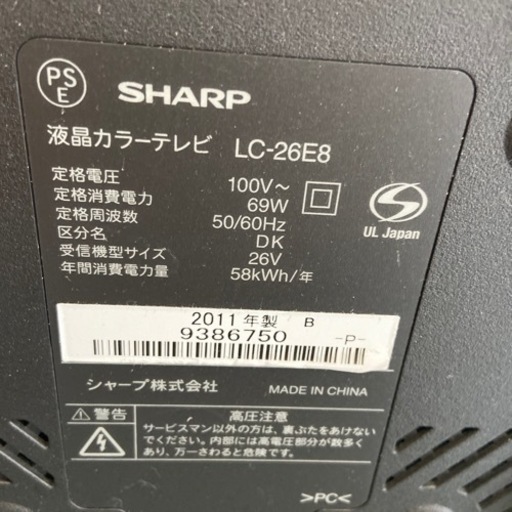 PS
E
SHARP
液晶カラーテレビ LC-26E8
定格電圧 100V～
定格消費電力 69W
定格周波数 50/60Hz
区分名 DK
受信機型サイズ 26V
年間消費電力量 58kWh/年
UL Japan
2011年製 B
9386750 -P-
シャープ株式会社 MADE IN CHINA
警告 高圧注意
サービスマン以外の方は、裏ぶたをあけないで
ください。内部には高電圧部分が数多く
あり、万一さわると危険です。
>PC<